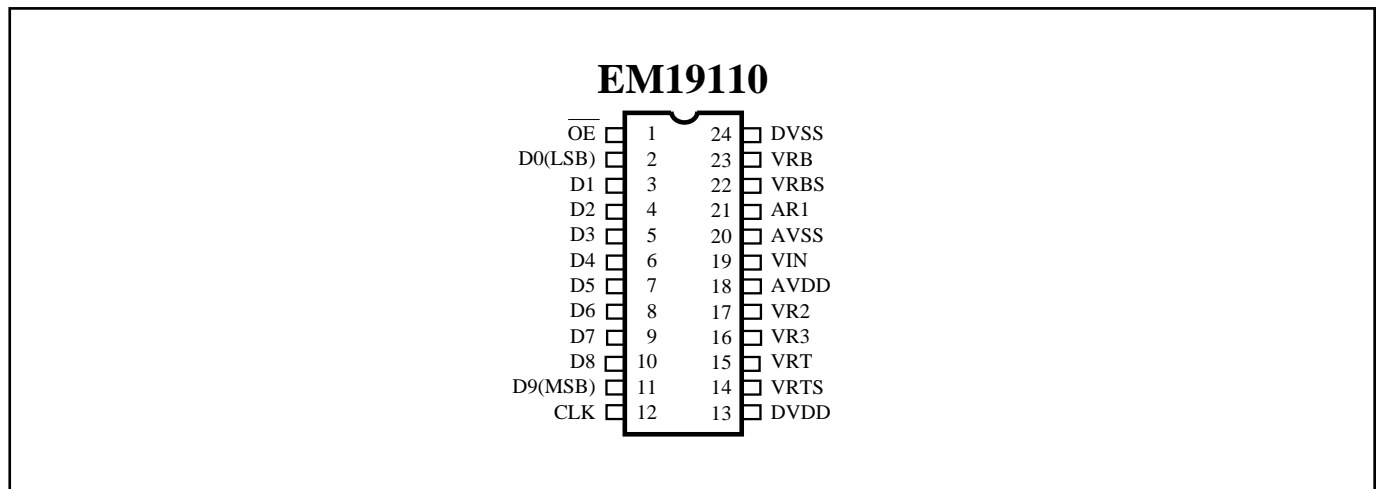 EM19110
OE 1 24 DVSS
D0(LSB) 2 23 VRB
D1 3 22 VRBS
D2 4 21 AR1
D3 5 20 AVSS
D4 6 19 VIN
D5 7 18 AVDD
D6 8 17 VR2
D7 9 16 VR3
D8 10 15 VRT
D9(MSB) 11 14 VRTS
CLK 12 13 DVDD